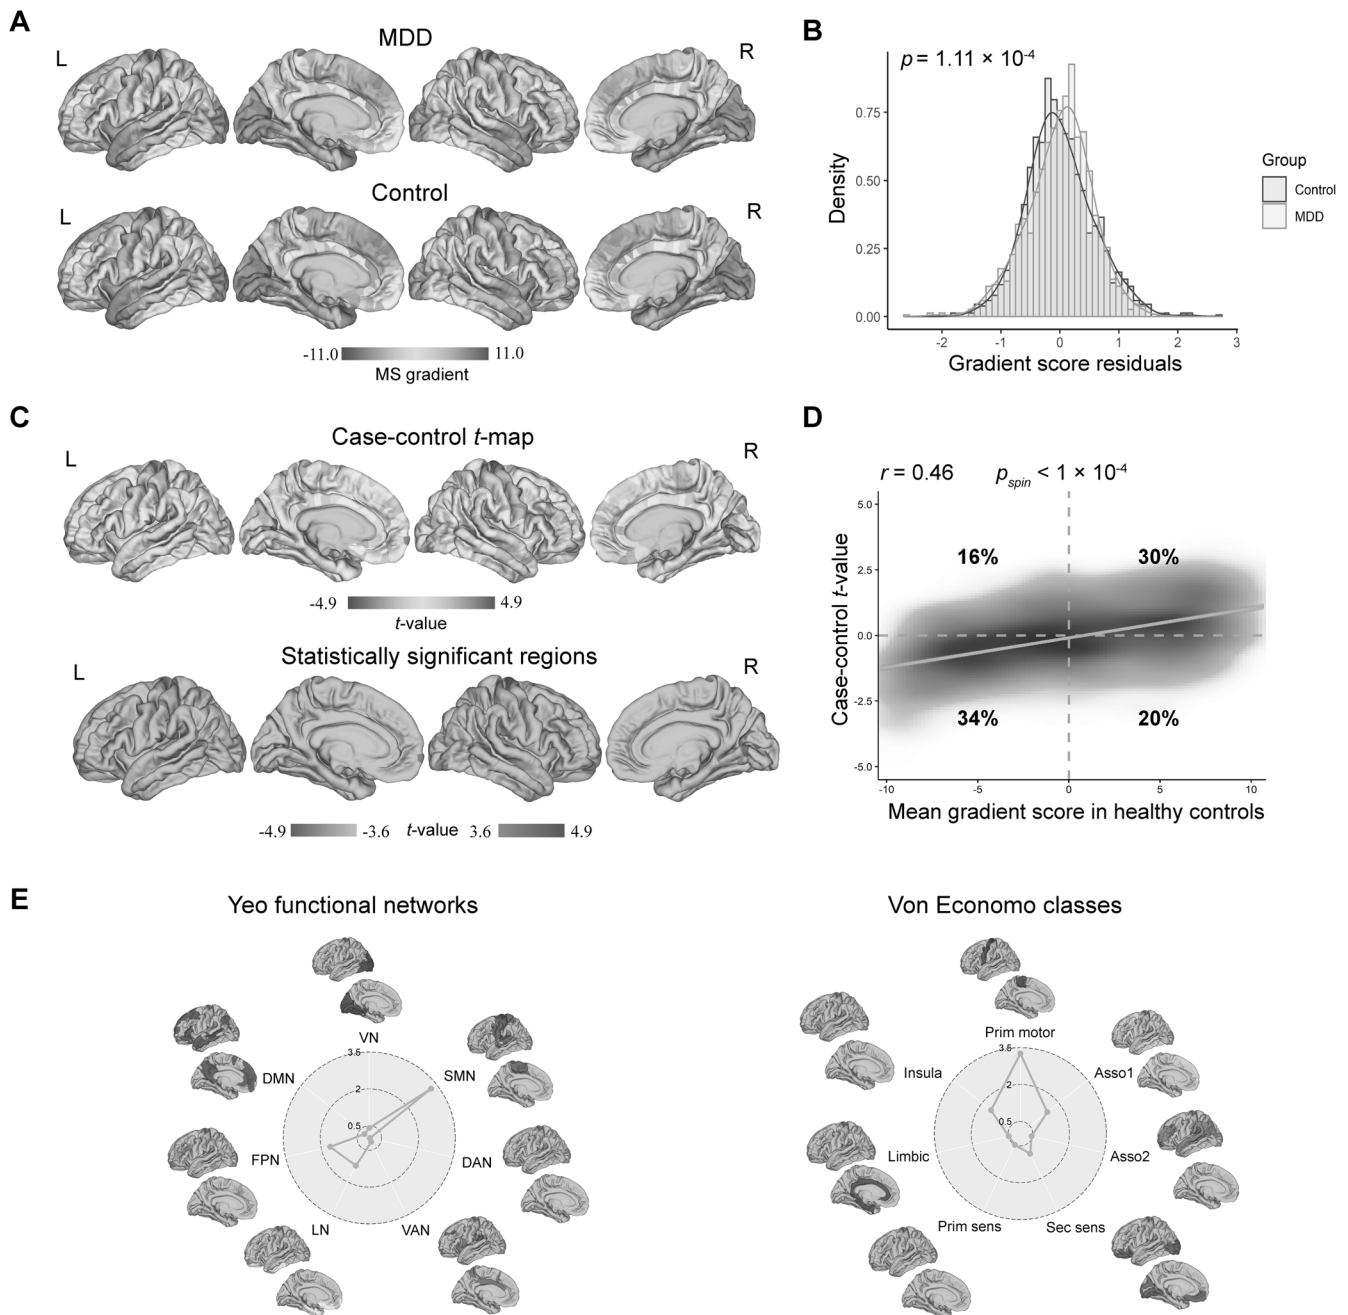 A
MDD
L
R
Control
L
R
-11.0
11.0
MS gradient
B
p = 1.11 × 10-4
Density
0.75
0.50
0.25
0.00
-2
-1
0
1
2
3
Gradient score residuals
Group
Control
MDD
C
Case-control t-map
L
R
-4.9
4.9
t-value
Statistically significant regions
L
R
-4.9
-3.6
t-value
3.6
4.9
D
r = 0.46
pspin < 1 × 10-4
Case-control t-value
5.0
2.5
0.0
-2.5
-5.0
16%
30%
34%
20%
-10
-5
0
5
10
Mean gradient score in healthy controls
E
Yeo functional networks
VN
3.5
2
0.5
SMN
DAN
VAN
LN
FPN
DMN
Von Economo classes
Prim motor
3.5
2
0.5
Asso1
Asso2
Sec sens
Prim sens
Limbic
Insula